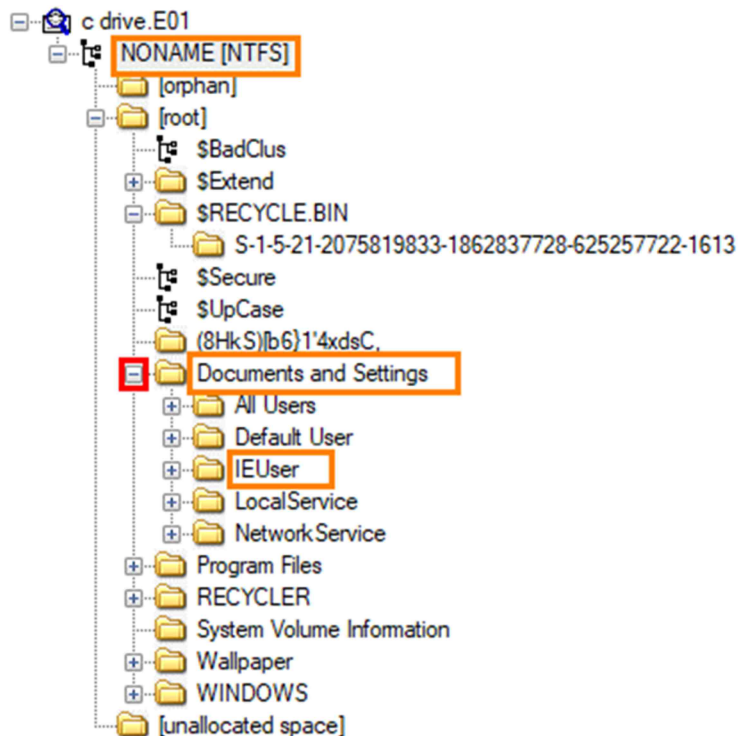 c drive.E01
NONAME [NTFS]
[orphan]
[root]
$BadClus
$Extend
$RECYCLE.BIN
S-1-5-21-2075819833-1862837728-625257722-1613
$Secure
$UpCase
(8HkS)[b6}1'4xdsC,
Documents and Settings
All Users
Default User
IEUser
LocalService
NetworkService
Program Files
RECYCLER
System Volume Information
Wallpaper
WINDOWS
[unallocated space]